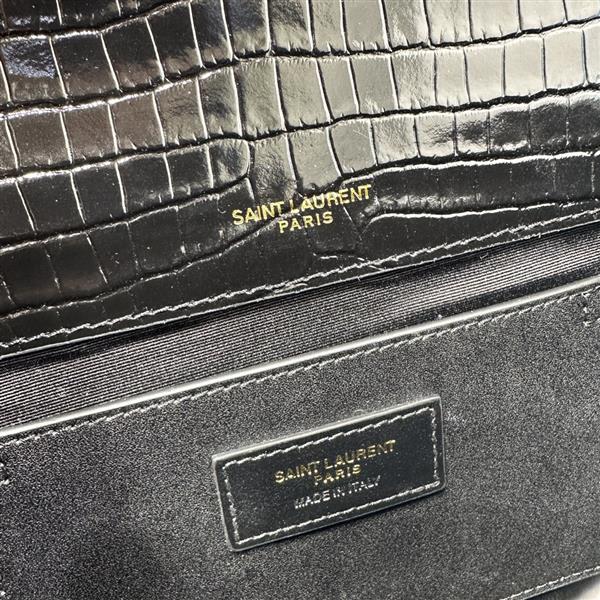 SAINT LAURENT
PARIS
SAINT LAURENT
PARIS
MADE IN ITALY